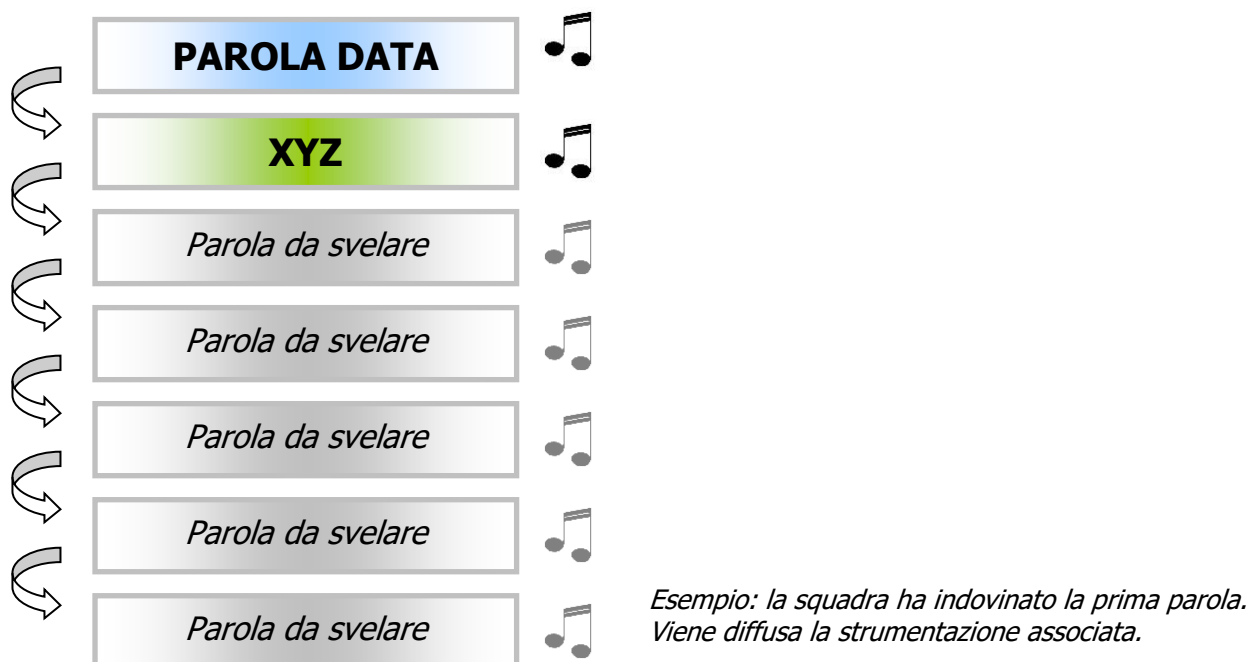 PAROLA DATA
XYZ
Parola da svelare
Parola da svelare
Parola da svelare
Parola da svelare
Parola da svelare
Esempio: la squadra ha indovinato la prima parola.
Viene diffusa la strumentazione associata.